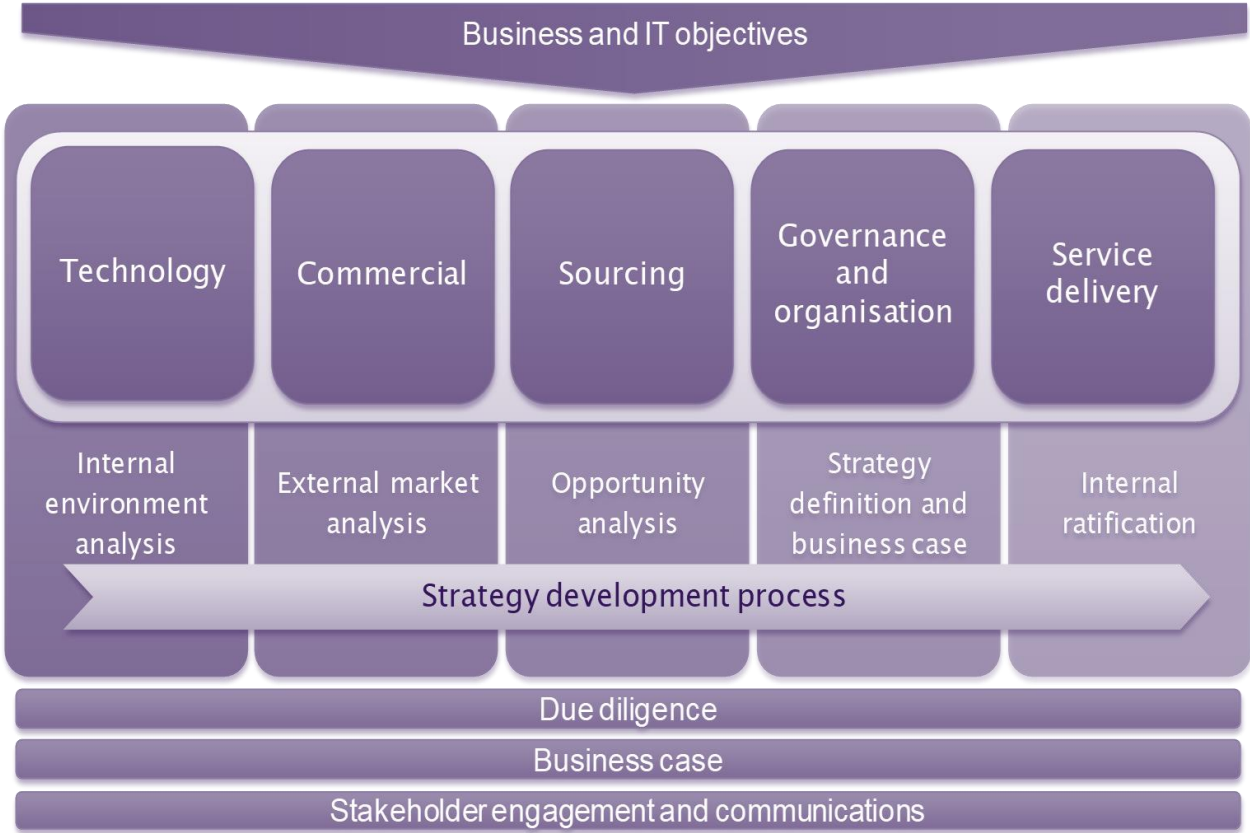 Business and IT objectives
Technology
Commercial
Sourcing
Governance
and
organisation
Service
delivery
Internal
environment
analysis
External market
analysis
Opportunity
analysis
Strategy
definition and
business case
Internal
ratification
Strategy development process
Due diligence
Business case
Stakeholder engagement and communications